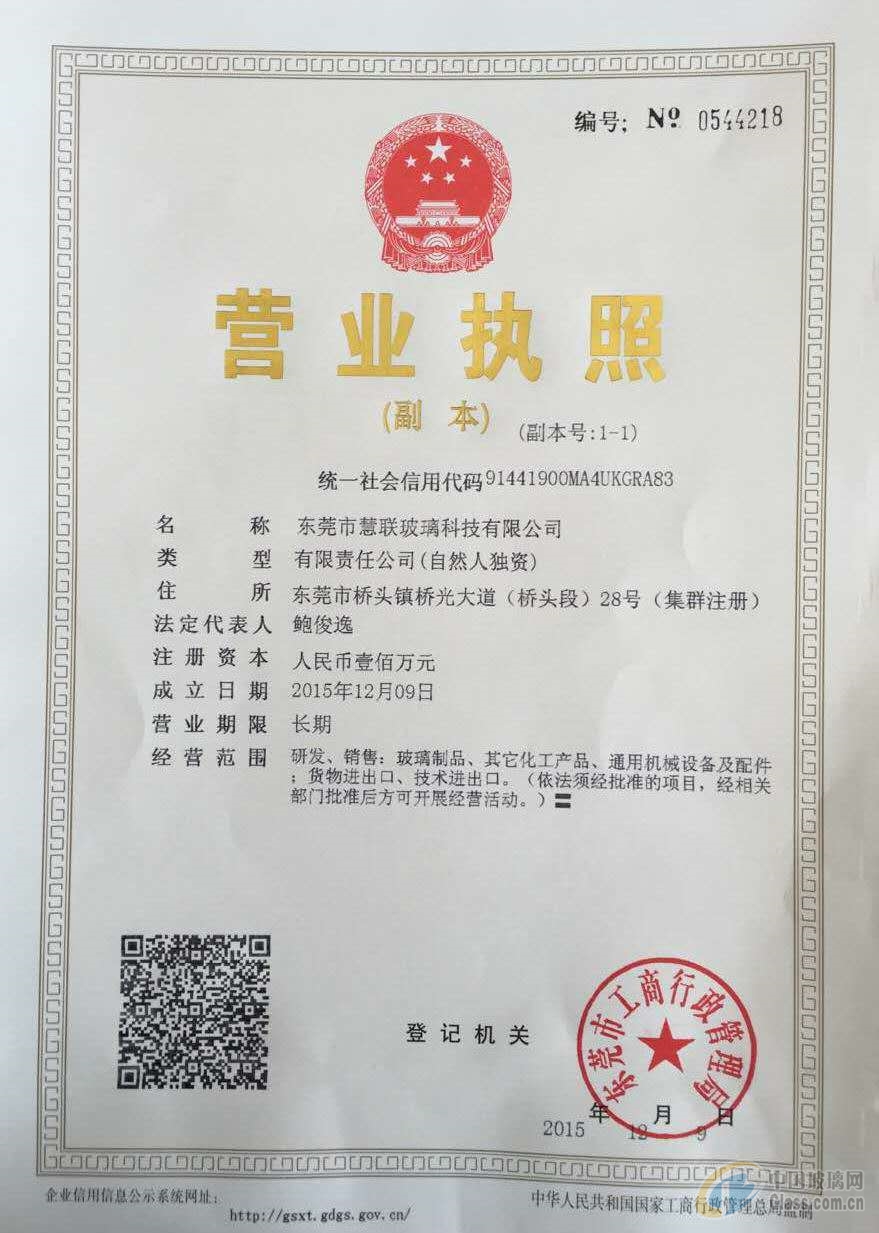 编号: № 0544218
营业执照
(副本)
(副本号:1-1)
统一社会信用代码91441900MA4UKGRA83
名称 东莞市慧联玻璃科技有限公司
类型 有限责任公司(自然人独资)
住所 东莞市桥头镇桥光大道（桥头段）28号（集群注册）
法定代表人 鲍俊逸
注册资本 人民币壹佰万元
成立日期 2015年12月09日
营业期限 长期
经营范围 研发、销售：玻璃制品、其它化工产品、通用机械设备及配件
；货物进出口、技术进出口。（依法须经批准的项目，经相关
部门批准后方可开展经营活动。）
登记机关
东莞市工商行政管理局
2015年12月9日
企业信用信息公示系统网址：
http://gsxt.gdgs.gov.cn/
中华人民共和国国家工商行政管理总局监制
中国玻璃网
Glass.com.cn